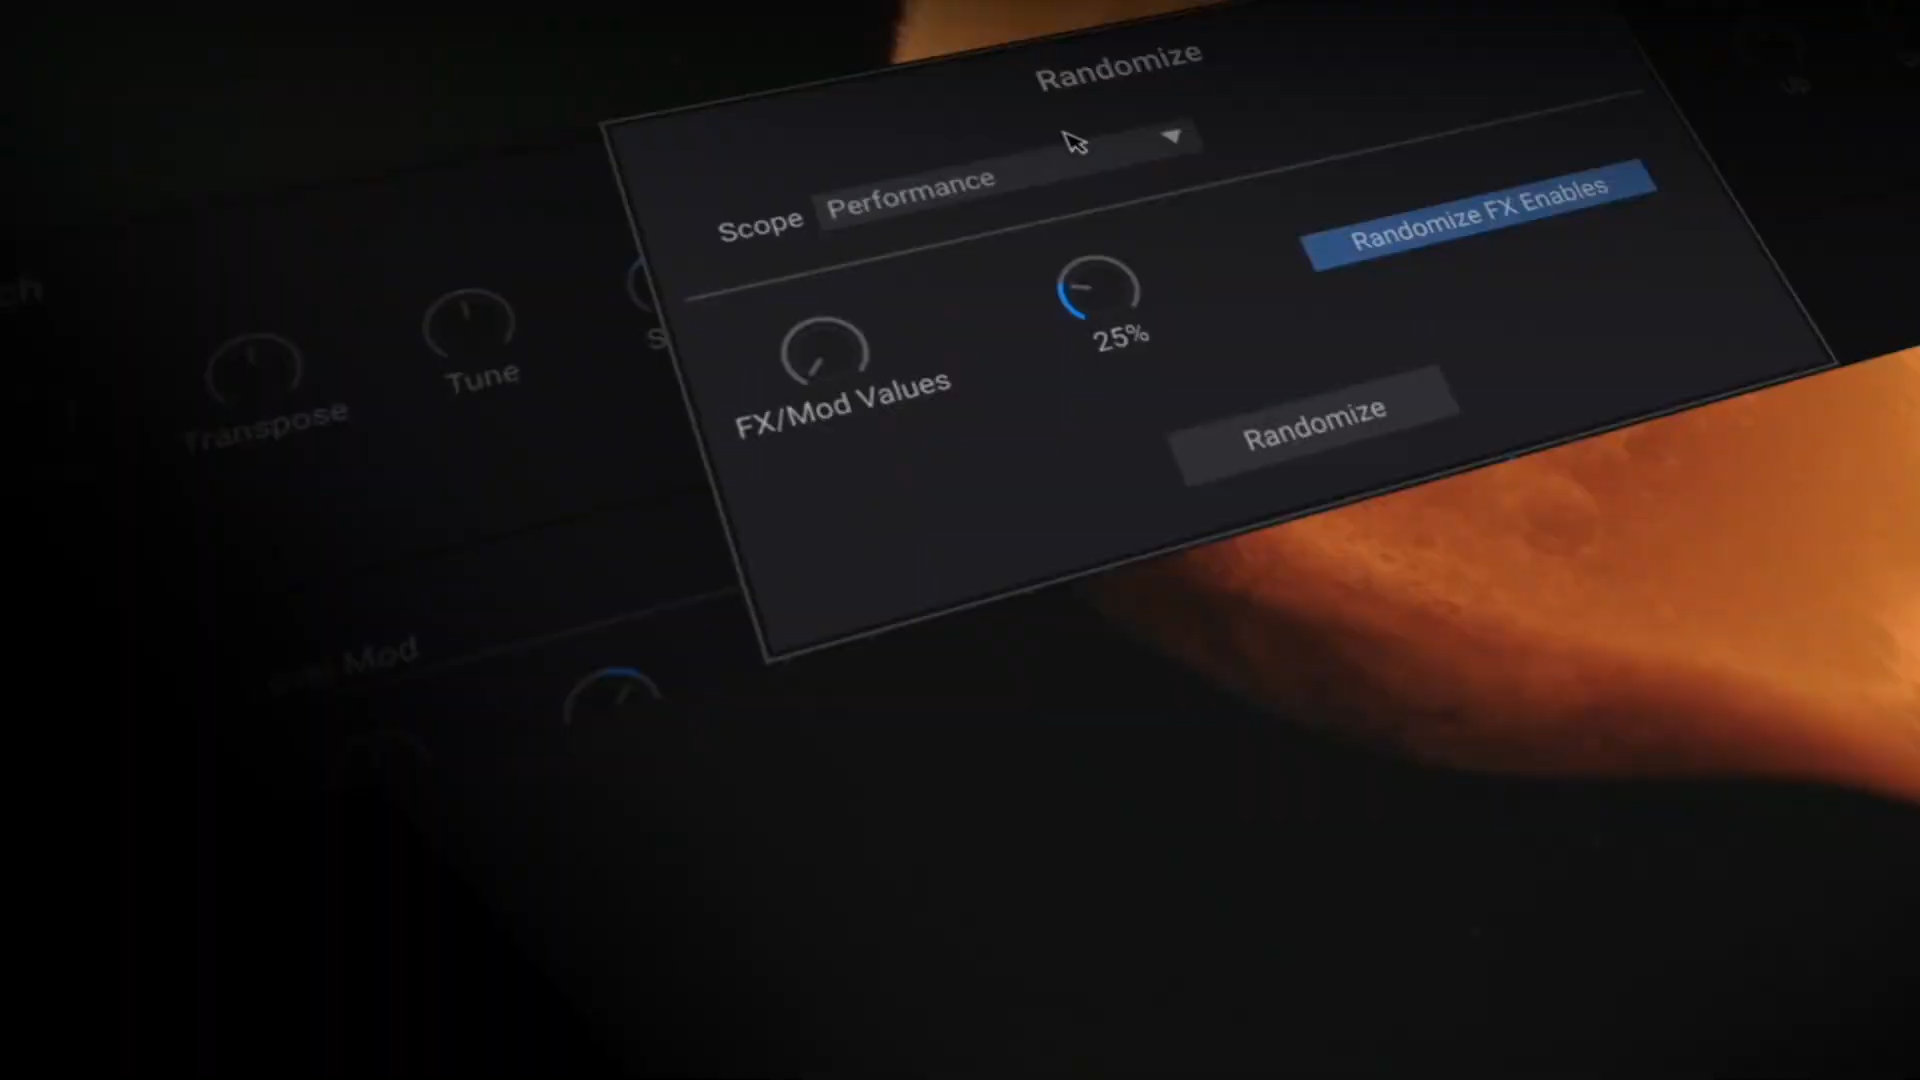 Randomize
Scope Performance
Randomize FX Enables
FX/Mod Values
25%
Randomize
Transpose
Tune
Mod